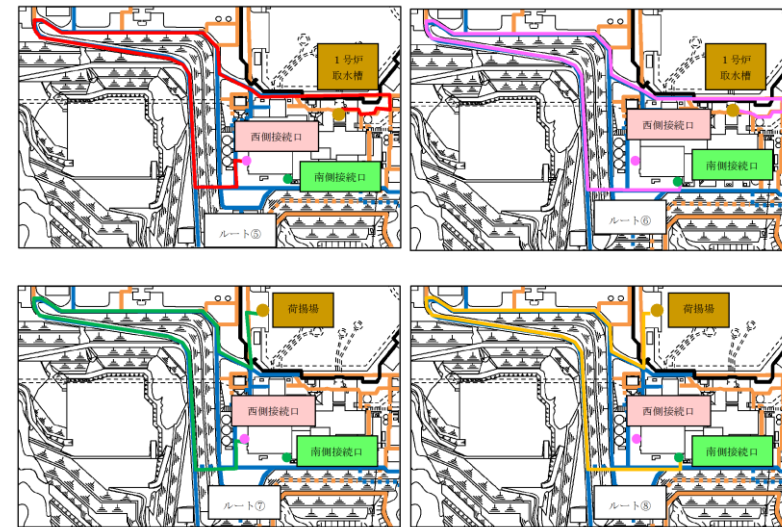 1号炉
取水槽
西側接続口
南側接続口
ルート⑤
1号炉
取水槽
西側接続口
南側接続口
ルート⑥
荷揚場
西側接続口
南側接続口
ルート⑦
荷揚場
西側接続口
南側接続口
ルート⑧